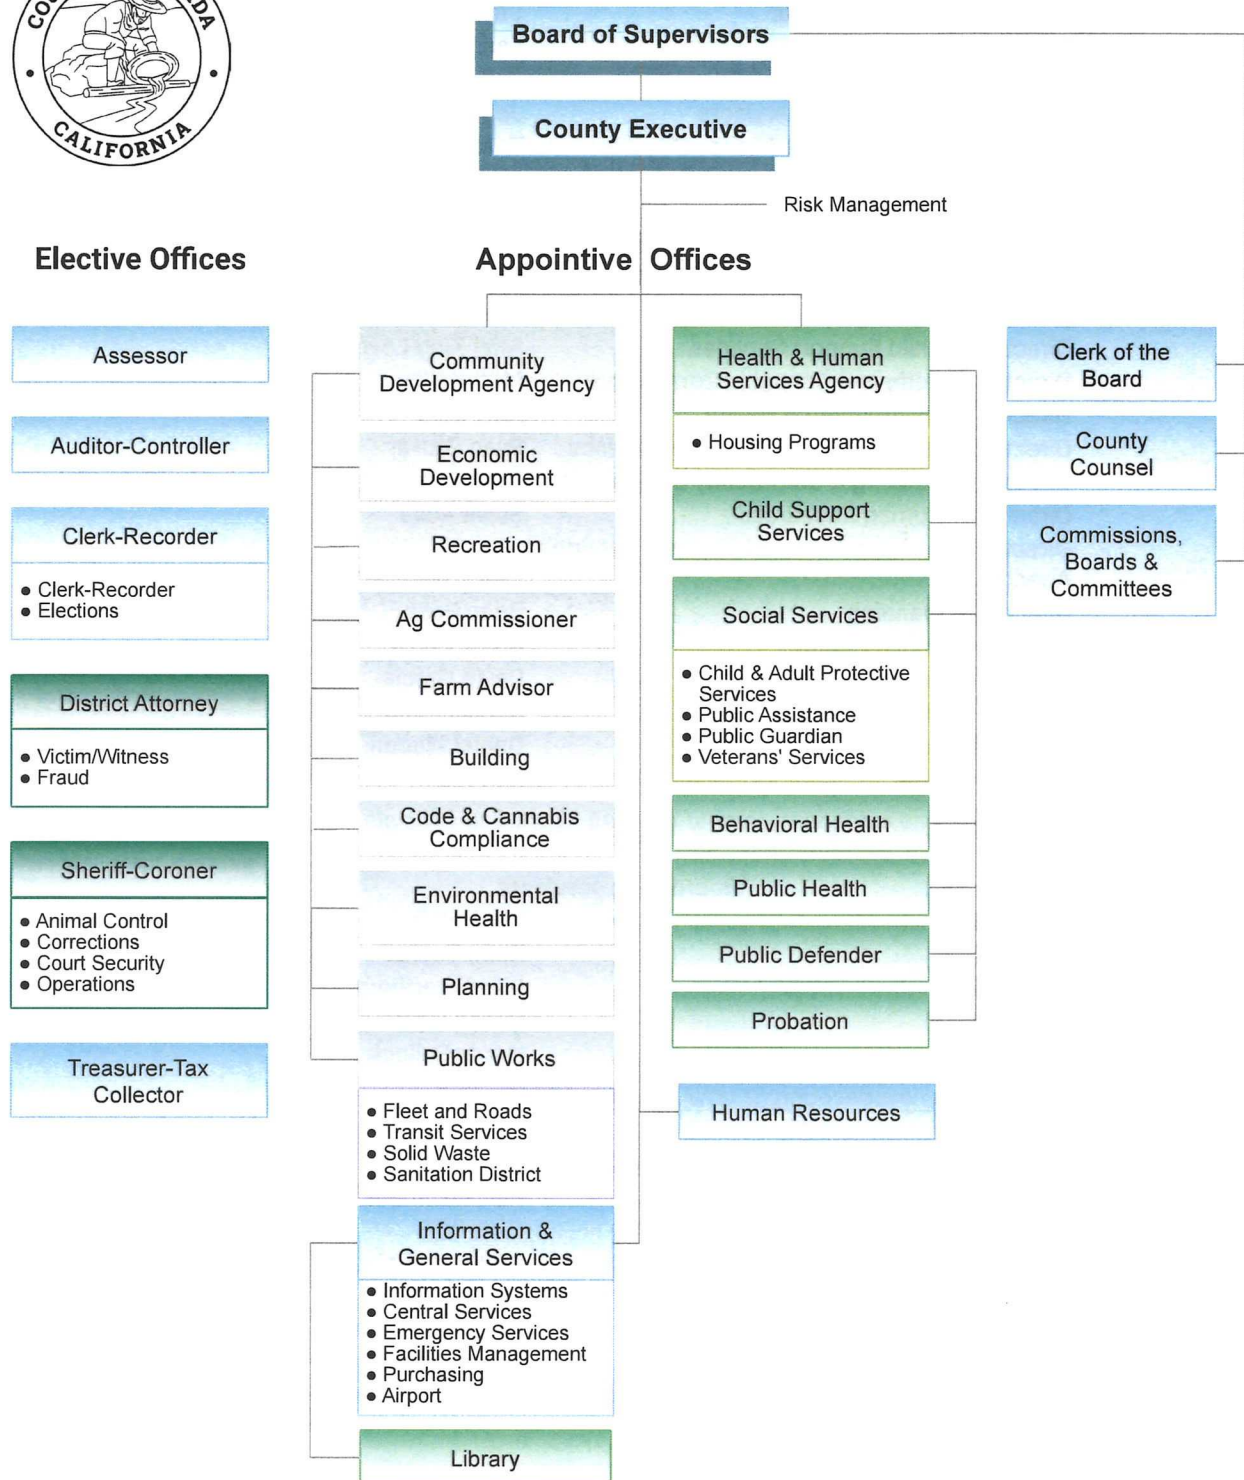 CALIFORNIA
Board of Supervisors
County Executive
Risk Management
Elective Offices
Appointive Offices
Assessor
Auditor-Controller
Clerk-Recorder
● Clerk-Recorder
● Elections
District Attorney
● Victim/Witness
● Fraud
Sheriff-Coroner
● Animal Control
● Corrections
● Court Security
● Operations
Treasurer-Tax
Collector
Community
Development Agency
Economic
Development
Recreation
Ag Commissioner
Farm Advisor
Building
Code & Cannabis
Compliance
Environmental
Health
Planning
Public Works
● Fleet and Roads
● Transit Services
● Solid Waste
● Sanitation District
Information &
General Services
● Information Systems
● Central Services
● Emergency Services
● Facilities Management
● Purchasing
● Airport
Library
Health & Human
Services Agency
● Housing Programs
Child Support
Services
Social Services
● Child & Adult Protective
Services
● Public Assistance
● Public Guardian
● Veterans' Services
Behavioral Health
Public Health
Public Defender
Probation
Human Resources
Clerk of the
Board
County
Counsel
Commissions,
Boards &
Committees